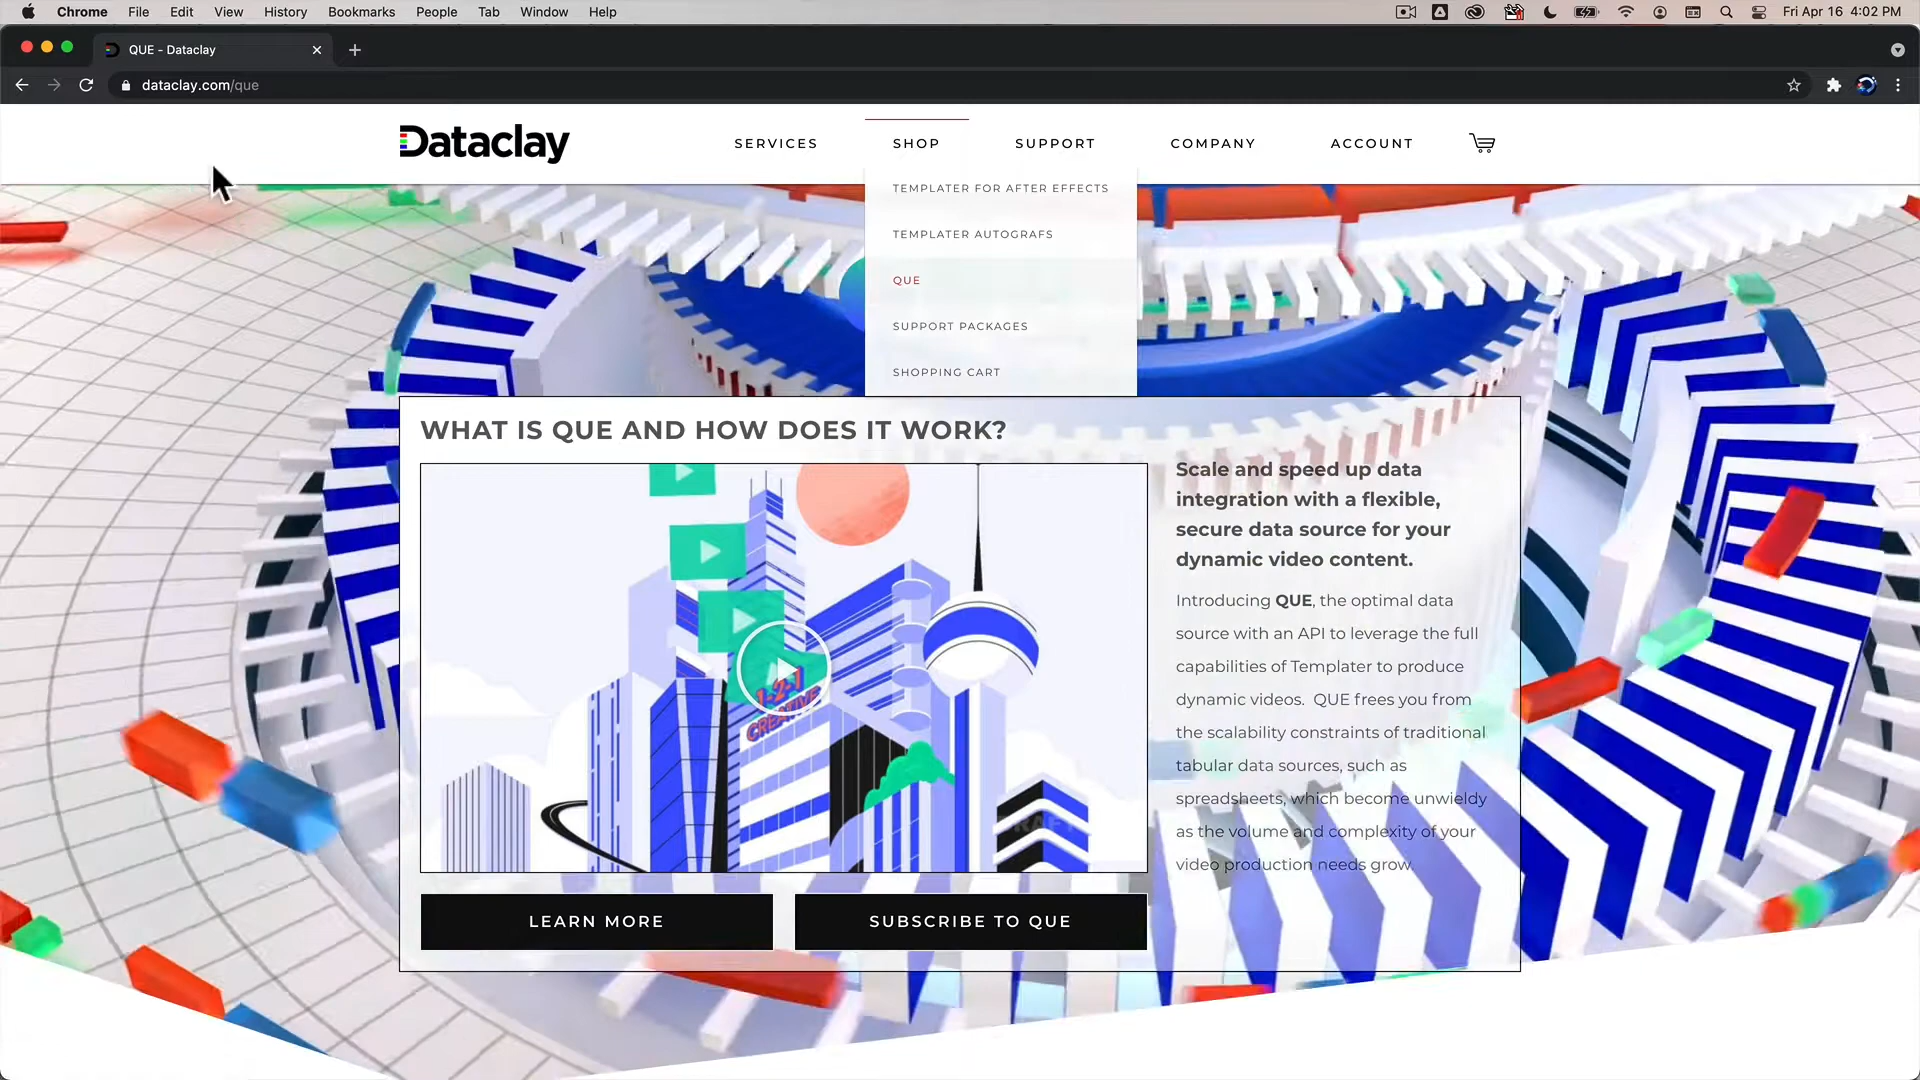 Chrome File Edit View History Bookmarks People Tab Window Help Fri Apr 16 4:02 PM
QUE - Dataclay
dataclay.com/que
Dataclay SERVICES SHOP SUPPORT COMPANY ACCOUNT
TEMPLATER FOR AFTER EFFECTS
TEMPLATER AUTOGRAFS
QUE
SUPPORT PACKAGES
SHOPPING CART
WHAT IS QUE AND HOW DOES IT WORK?
1-2-1
CREATIVE
Scale and speed up data
integration with a flexible,
secure data source for your
dynamic video content.
Introducing QUE, the optimal data
source with an API to leverage the full
capabilities of Templater to produce
dynamic videos. QUE frees you from
the scalability constraints of traditional
tabular data sources, such as
spreadsheets, which become unwieldy
as the volume and complexity of your
video production needs grow.
LEARN MORE SUBSCRIBE TO QUE